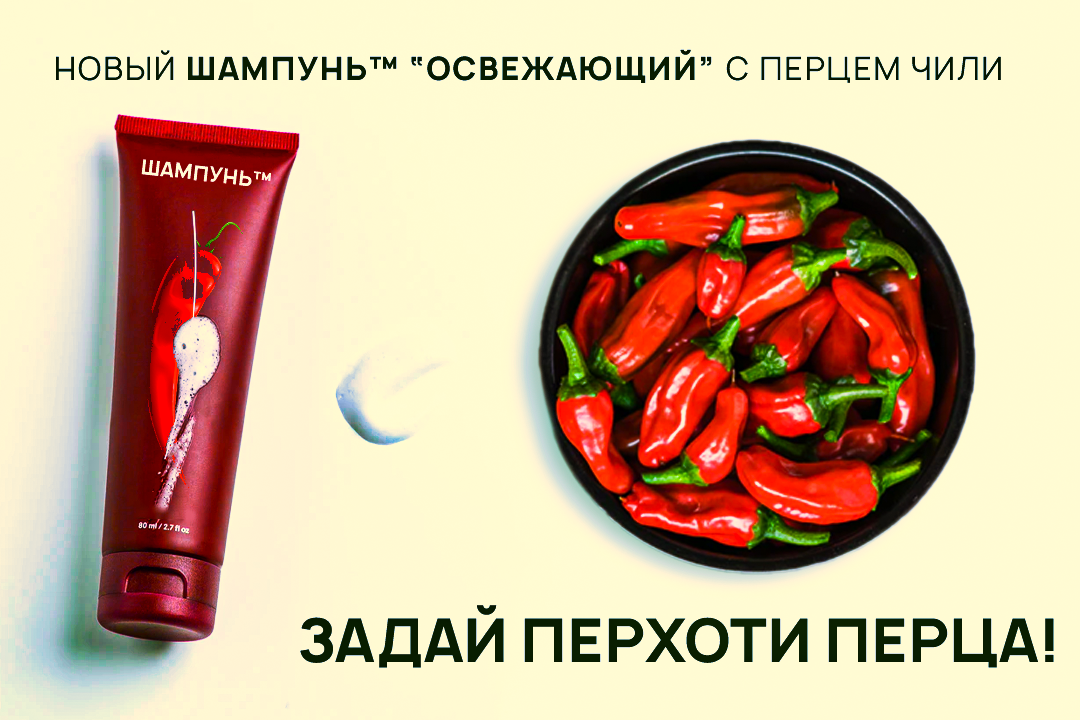 НОВЫЙ ШАМПУНЬ™ “ОСВЕЖАЮЩИЙ” С ПЕРЦЕМ ЧИЛИ
ШАМПУНЬ™
80 ml / 2.7 fl oz
ЗАДАЙ ПЕРХОТИ ПЕРЦА!